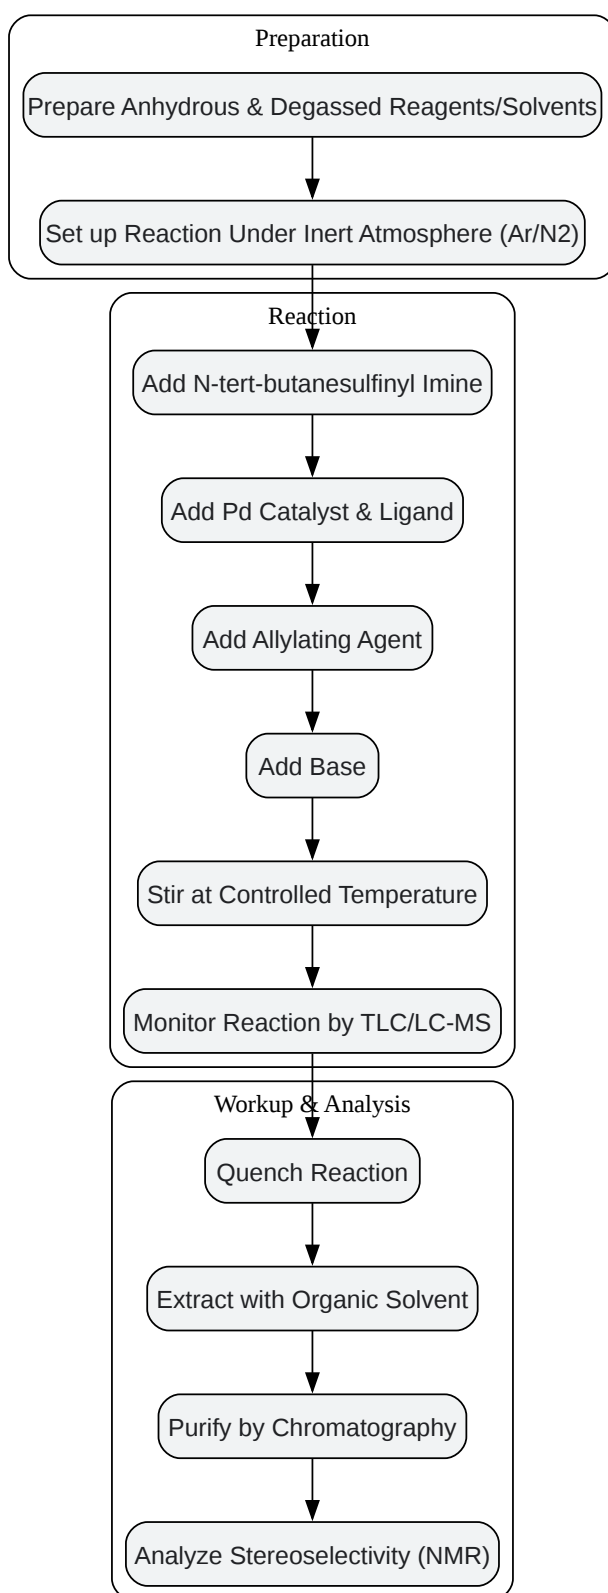 Preparation
Prepare Anhydrous & Degassed Reagents/Solvents
Set up Reaction Under Inert Atmosphere (Ar/N2)
Reaction
Add N-tert-butanesulfinyl Imine
Add Pd Catalyst & Ligand
Add Allylating Agent
Add Base
Stir at Controlled Temperature
Monitor Reaction by TLC/LC-MS
Workup & Analysis
Quench Reaction
Extract with Organic Solvent
Purify by Chromatography
Analyze Stereoselectivity (NMR)